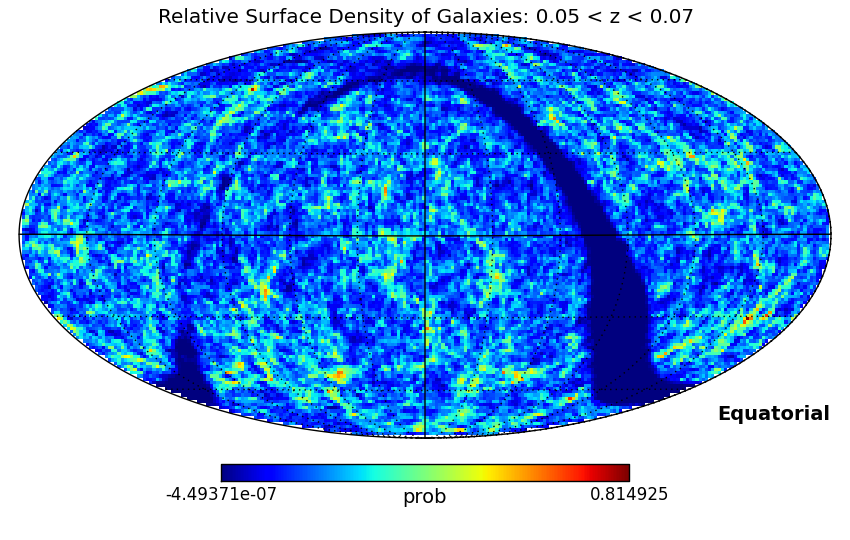 Relative Surface Density of Galaxies: 0.05 < z < 0.07
Equatorial
-4.49371e-07 prob 0.814925